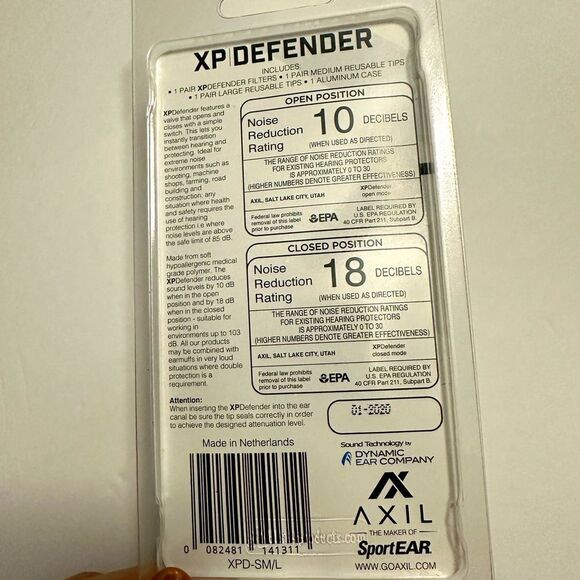 XP|DEFENDER
INCLUDES:
• 1 PAIR XPDEFENDER FILTERS • 1 PAIR MEDIUM REUSABLE TIPS
• 1 PAIR LARGE REUSABLE TIPS • 1 ALUMINUM CASE
XPDefender features a
valve that opens and
closes with a simple
switch. This lets you
instantly transition
between hearing and
protecting. Ideal for
extreme noise
environments such as
shooting, machine
shops, farming, road
building and
construction; any
situation where health
and safety requires the
use of hearing
protection i.e where
noise levels are above
the safe limit of 85 dB.
Made from soft
hypoallergenic medical
grade polymer. The
XPDefender reduces
sound levels by 10 dB
when in the open
position and by 18 dB
when in the closed
position - suitable for
working in
environments up to 103
dB. All our products
may be combined with
earmuffs in very loud
situations where double
protection is a
requirement.
OPEN POSITION
Noise
Reduction
Rating
10 DECIBELS
(WHEN USED AS DIRECTED)
THE RANGE OF NOISE REDUCTION RATINGS
FOR EXISTING HEARING PROTECTORS
IS APPROXIMATELY 0 TO 30
(HIGHER NUMBERS DENOTE GREATER EFFECTIVENESS)
AXIL, SALT LAKE CITY, UTAH
XPDefender
open mode
Federal law prohibits
removal of this label
prior to purchase
EPA
LABEL REQUIRED BY
U.S. EPA REGULATION
40 CFR Part 211, Subpart B.
CLOSED POSITION
Noise
Reduction
Rating
18 DECIBELS
(WHEN USED AS DIRECTED)
THE RANGE OF NOISE REDUCTION RATINGS
FOR EXISTING HEARING PROTECTORS
IS APPROXIMATELY 0 TO 30
(HIGHER NUMBERS DENOTE GREATER EFFECTIVENESS)
AXIL, SALT LAKE CITY, UTAH
XPDefender
closed mode
Federal law prohibits
removal of this label
prior to purchase
EPA
LABEL REQUIRED BY
U.S. EPA REGULATION
40 CFR Part 211, Subpart B.
Attention:
When inserting the XPDefender into the ear
canal be sure the tip seals correctly in order
to achieve the designed attenuation level.
01-2020
Made in Netherlands
0 082481 141311
XPD-SM/L
Sound Technology by
DYNAMIC
EAR COMPANY
AXIL
THE MAKER OF
SportEAR
WWW.GOAXIL.COM